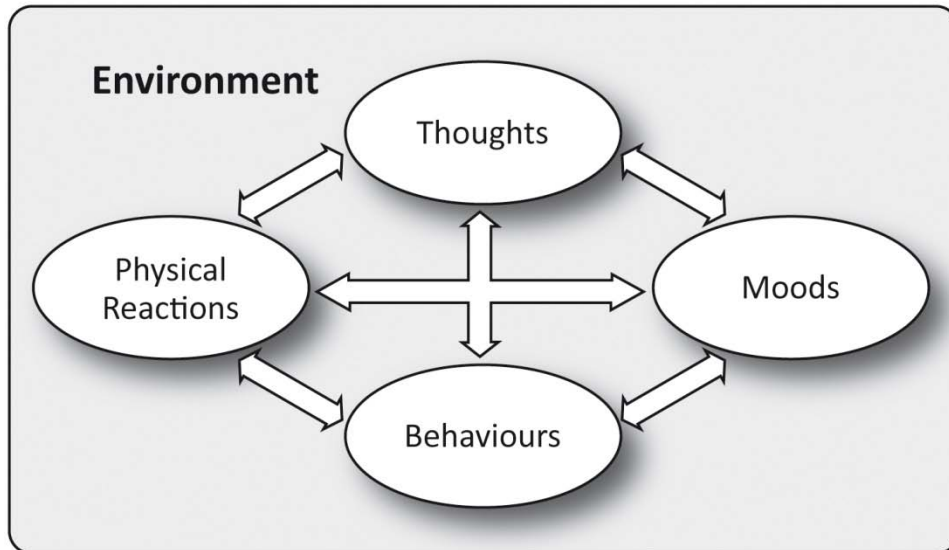 Environment
Thoughts
Physical
Reactions
Moods
Behaviours